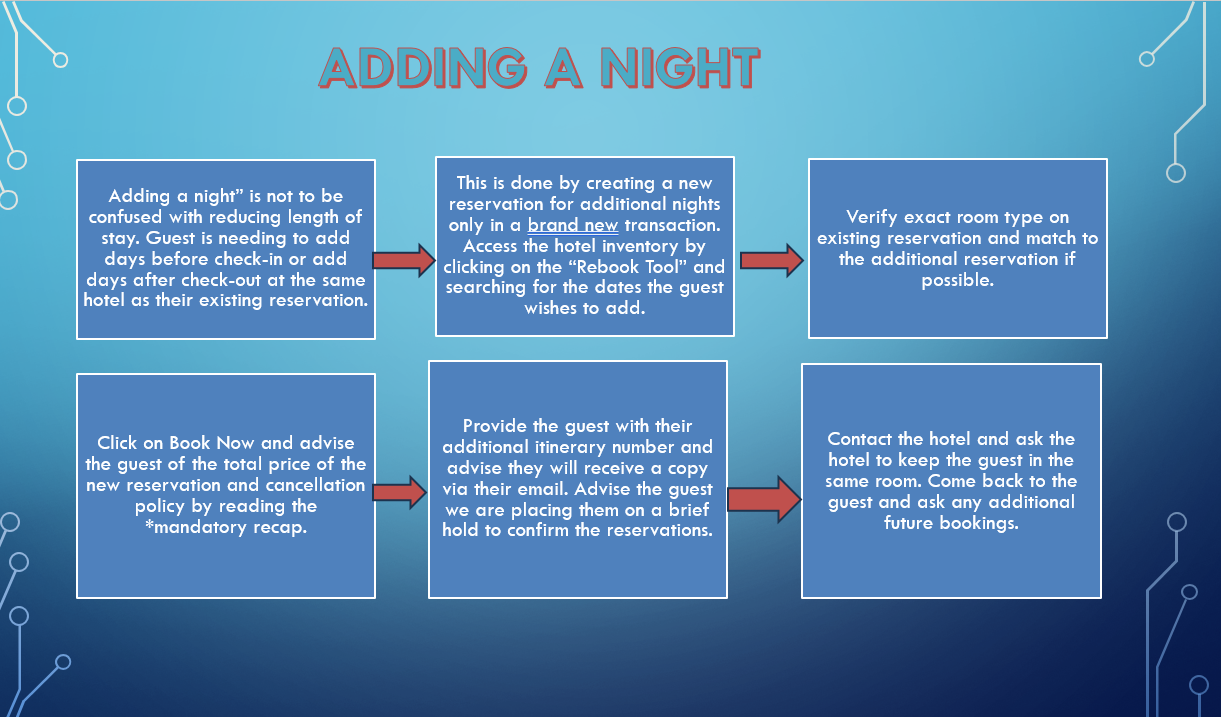 ADDING A NIGHT
Adding a night” is not to be
confused with reducing length of
stay. Guest is needing to add
days before check-in or add
days after check-out at the same
hotel as their existing reservation.
This is done by creating a new
reservation for additional nights
only in a brand new transaction.
Access the hotel inventory by
clicking on the “Rebook Tool” and
searching for the dates the guest
wishes to add.
Verify exact room type on
existing reservation and match to
the additional reservation if
possible.
Click on Book Now and advise
the guest of the total price of the
new reservation and cancellation
policy by reading the
*mandatory recap.
Provide the guest with their
additional itinerary number and
advise they will receive a copy
via their email. Advise the guest
we are placing them on a brief
hold to confirm the reservations.
Contact the hotel and ask the
hotel to keep the guest in the
same room. Come back to the
guest and ask any additional
future bookings.